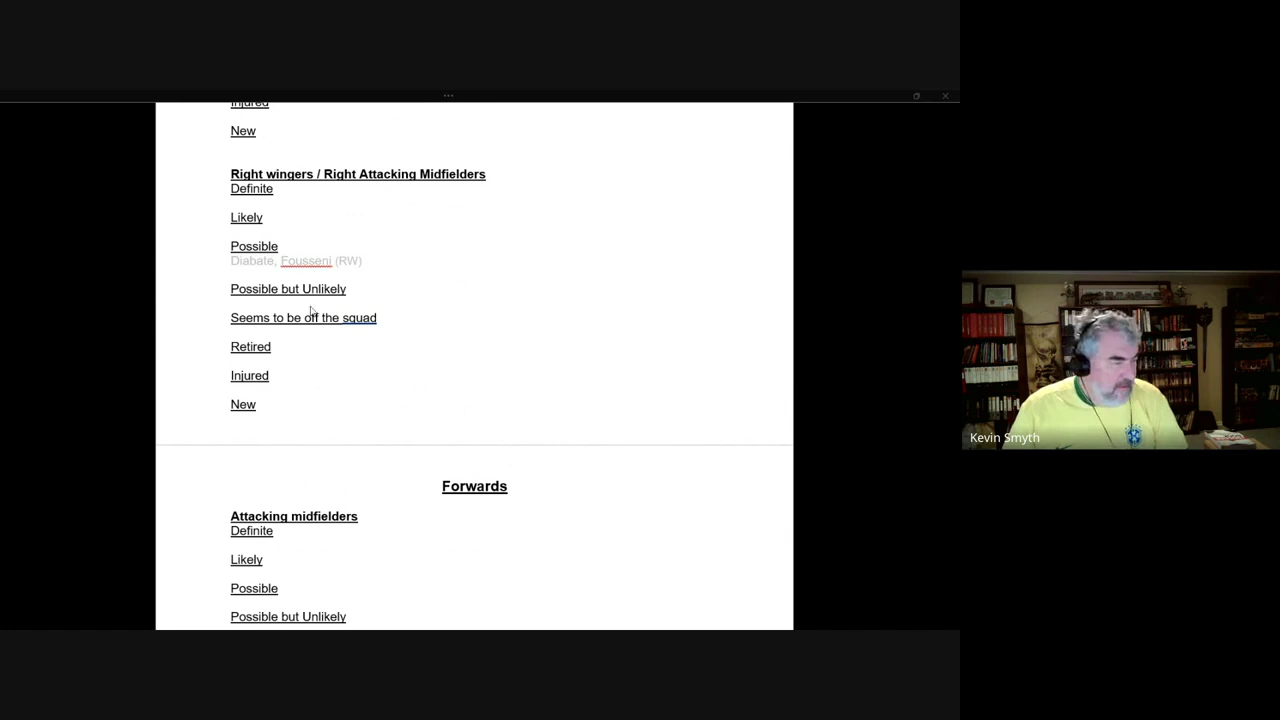 Injured
New
Right wingers / Right Attacking Midfielders
Definite
Likely
Possible
Diabate, Fousseni (RW)
Possible but Unlikely
Seems to be off the squad
Retired
Injured
New
Forwards
Attacking midfielders
Definite
Likely
Possible
Possible but Unlikely
Kevin Smyth